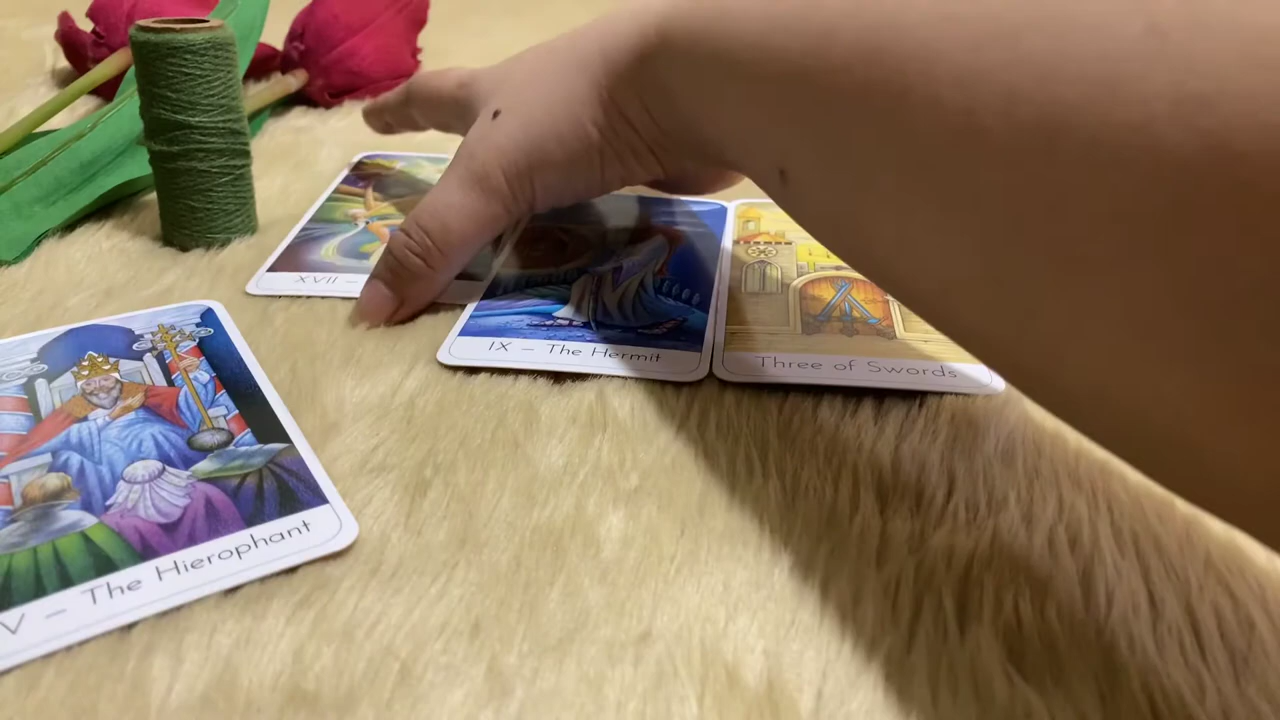 XVII –
IX – The Hermit
Three of Swords
V – The Hierophant